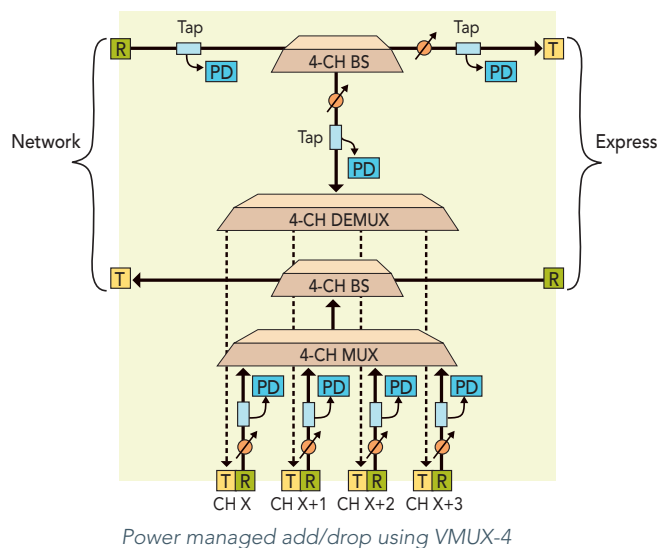 Tap
Tap
R
4-CH BS
T
PD
PD
Network
Tap
Express
PD
4-CH DEMUX
T
4-CH BS
R
4-CH MUX
PD
PD
PD
PD
T R
T R
T R
T R
CH X
CH X+1
CH X+2
CH X+3
Power managed add/drop using VMUX-4